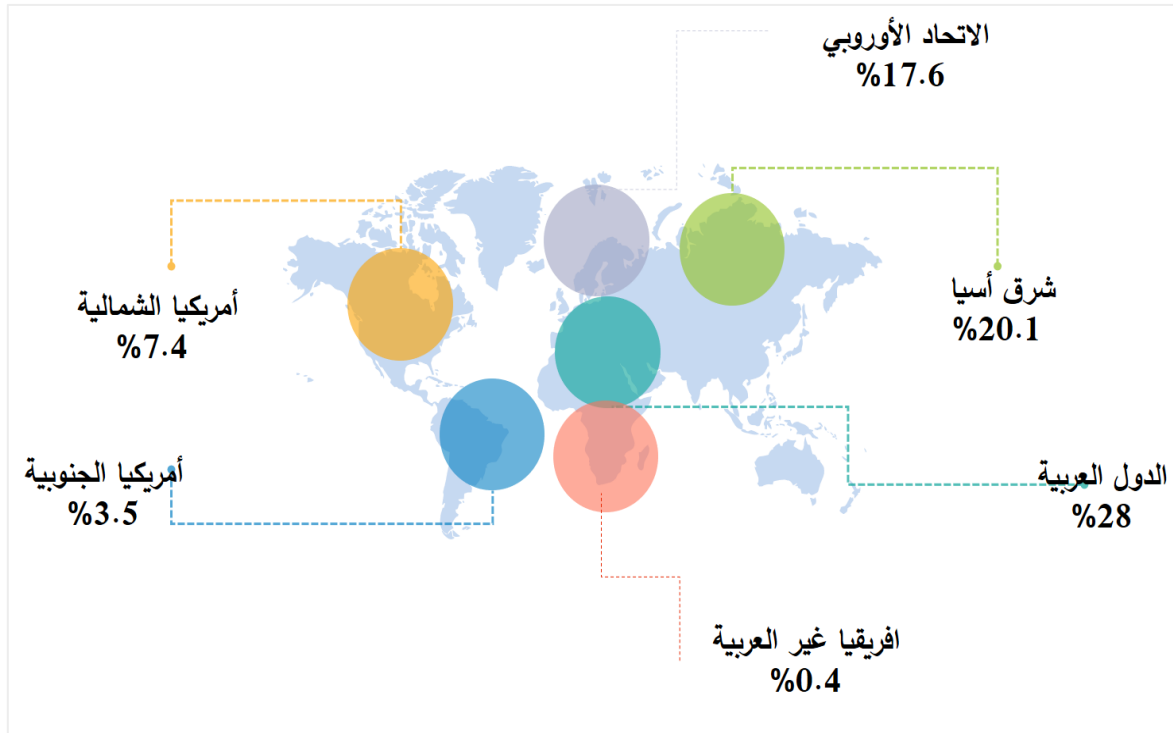 الاتحاد الأوروبي
%17.6
شرق أسيا
%20.1
أمريكيا الشمالية
%7.4
أمريكيا الجنوبية
%3.5
الدول العربية
%28
افريقيا غير العربية
%0.4